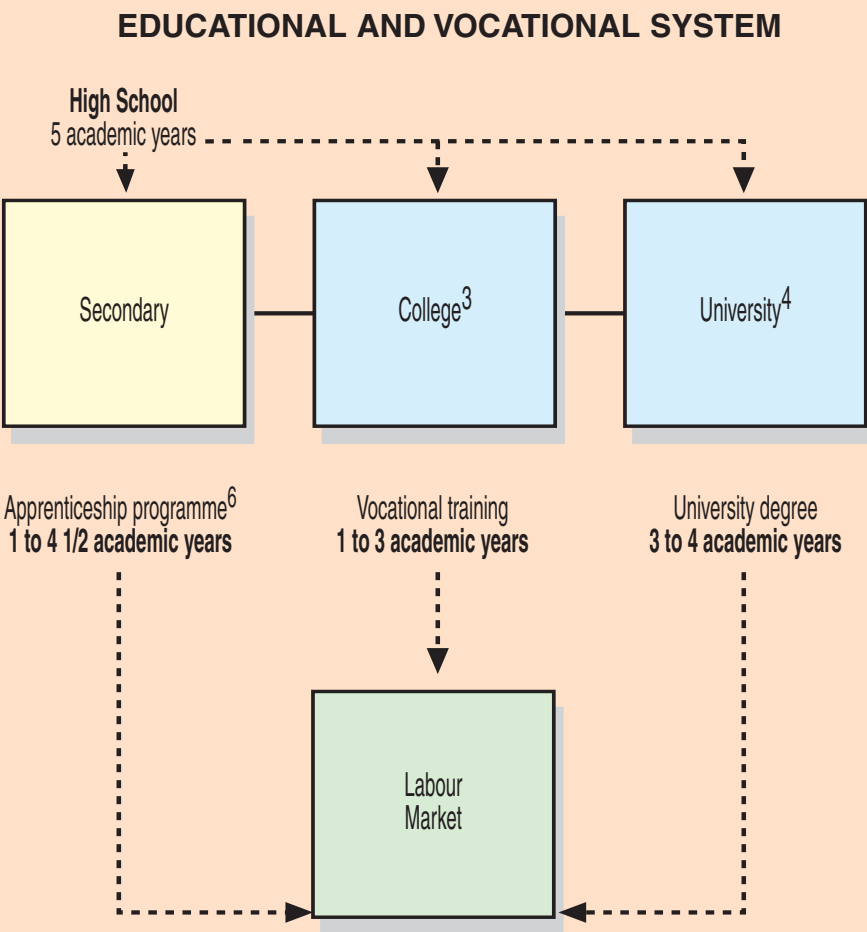 EDUCATIONAL AND VOCATIONAL SYSTEM
High School
5 academic years
Secondary
College3
University4
Apprenticeship programme6
1 to 4 1/2 academic years
Vocational training
1 to 3 academic years
University degree
3 to 4 academic years
Labour
Market